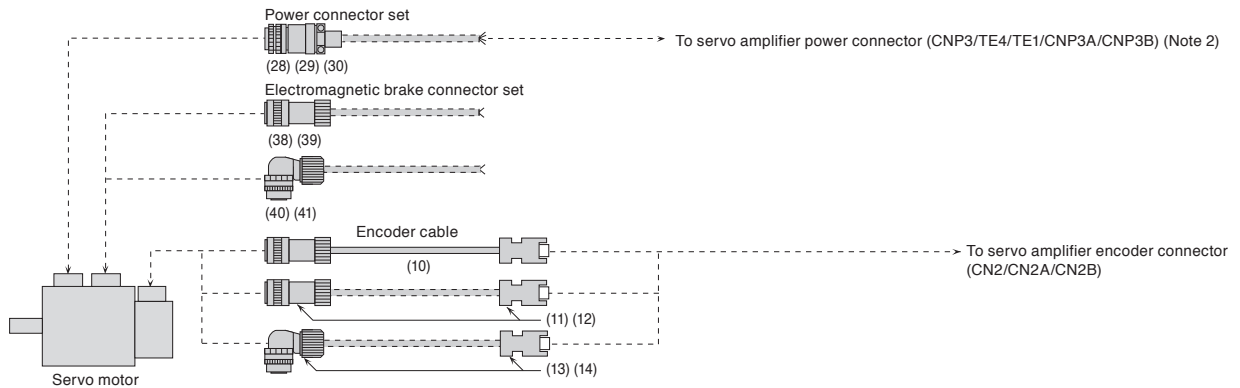 Power connector set
To servo amplifier power connector (CNP3/TE4/TE1/CNP3A/CNP3B) (Note 2)
(28) (29) (30)
Electromagnetic brake connector set
(38) (39)
(40) (41)
Encoder cable
(10)
To servo amplifier encoder connector
(CN2/CN2A/CN2B)
(11) (12)
(13) (14)
Servo motor